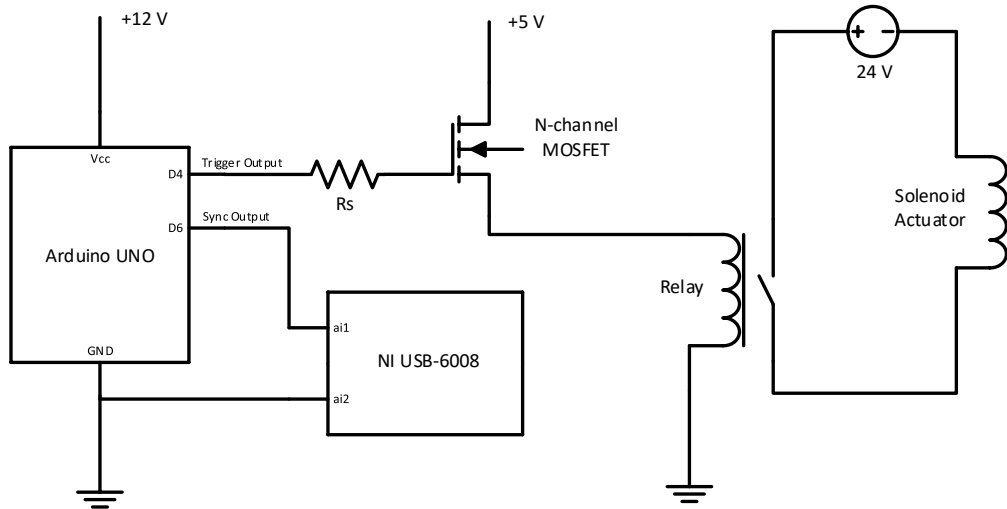 +12 V
+5 V
+
-
24 V
N-channel
MOSFET
Vcc
D4
Trigger Output
Rs
Solenoid
Actuator
D6
Sync Output
Arduino UNO
Relay
ai1
GND
NI USB-6008
ai2